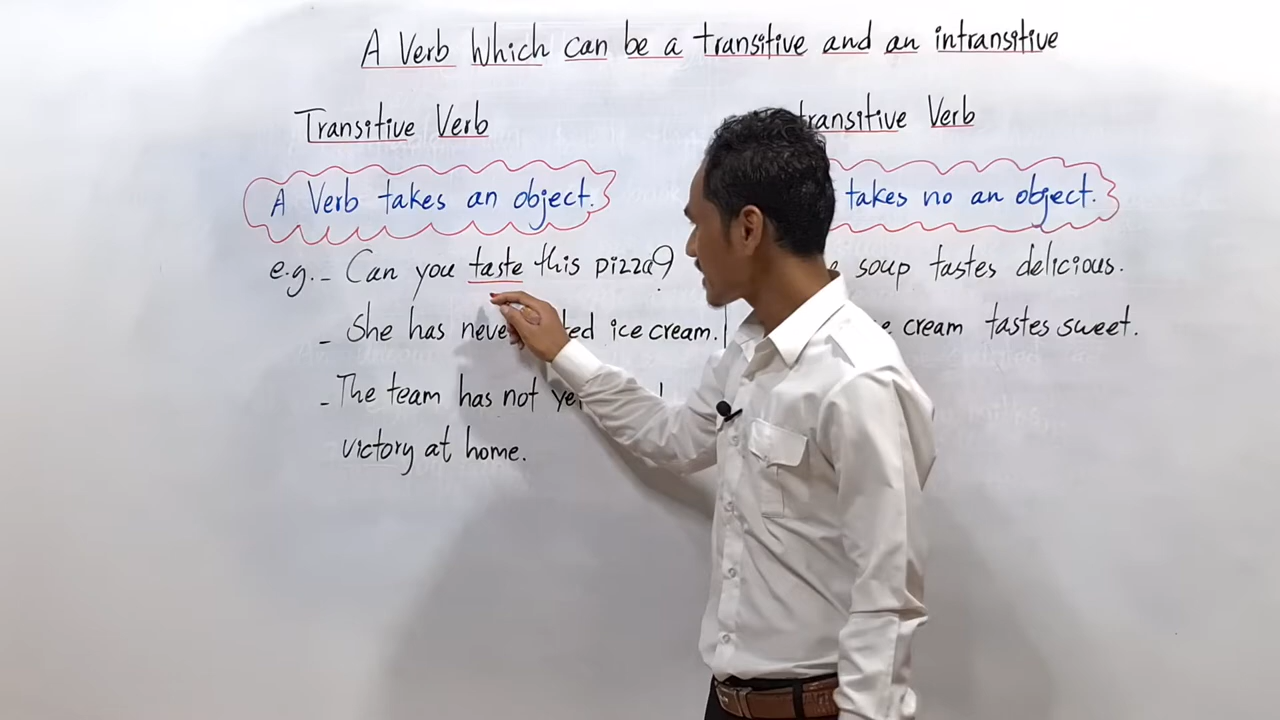 A Verb Which can be a transitive and an intransitive
Transitive Verb
transitive Verb
A Verb takes an object.
takes no an object.
e.g. - Can you taste this pizza?
soup tastes delicious.
- She has never ted ice cream.
cream tastes sweet.
- The team has not
victory at home.